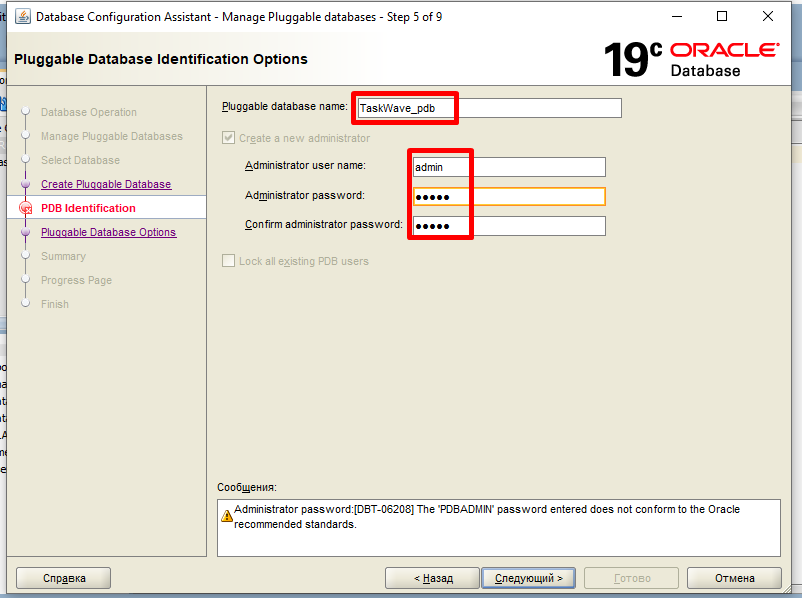 Database Configuration Assistant - Manage Pluggable databases - Step 5 of 9
Pluggable Database Identification Options
19c ORACLE
Database
Database Operation
Manage Pluggable Databases
Select Database
Create Pluggable Database
PDB Identification
Pluggable Database Options
Summary
Progress Page
Finish
Pluggable database name: TaskWave_pdb
Create a new administrator
Administrator user name: admin
Administrator password: •••••
Confirm administrator password: •••••
Lock all existing PDB users
Сообщения:
Administrator password:[DBT-06208] The 'PDBADMIN' password entered does not conform to the Oracle
recommended standards.
Справка
< Назад
Следующий >
Готово
Отмена